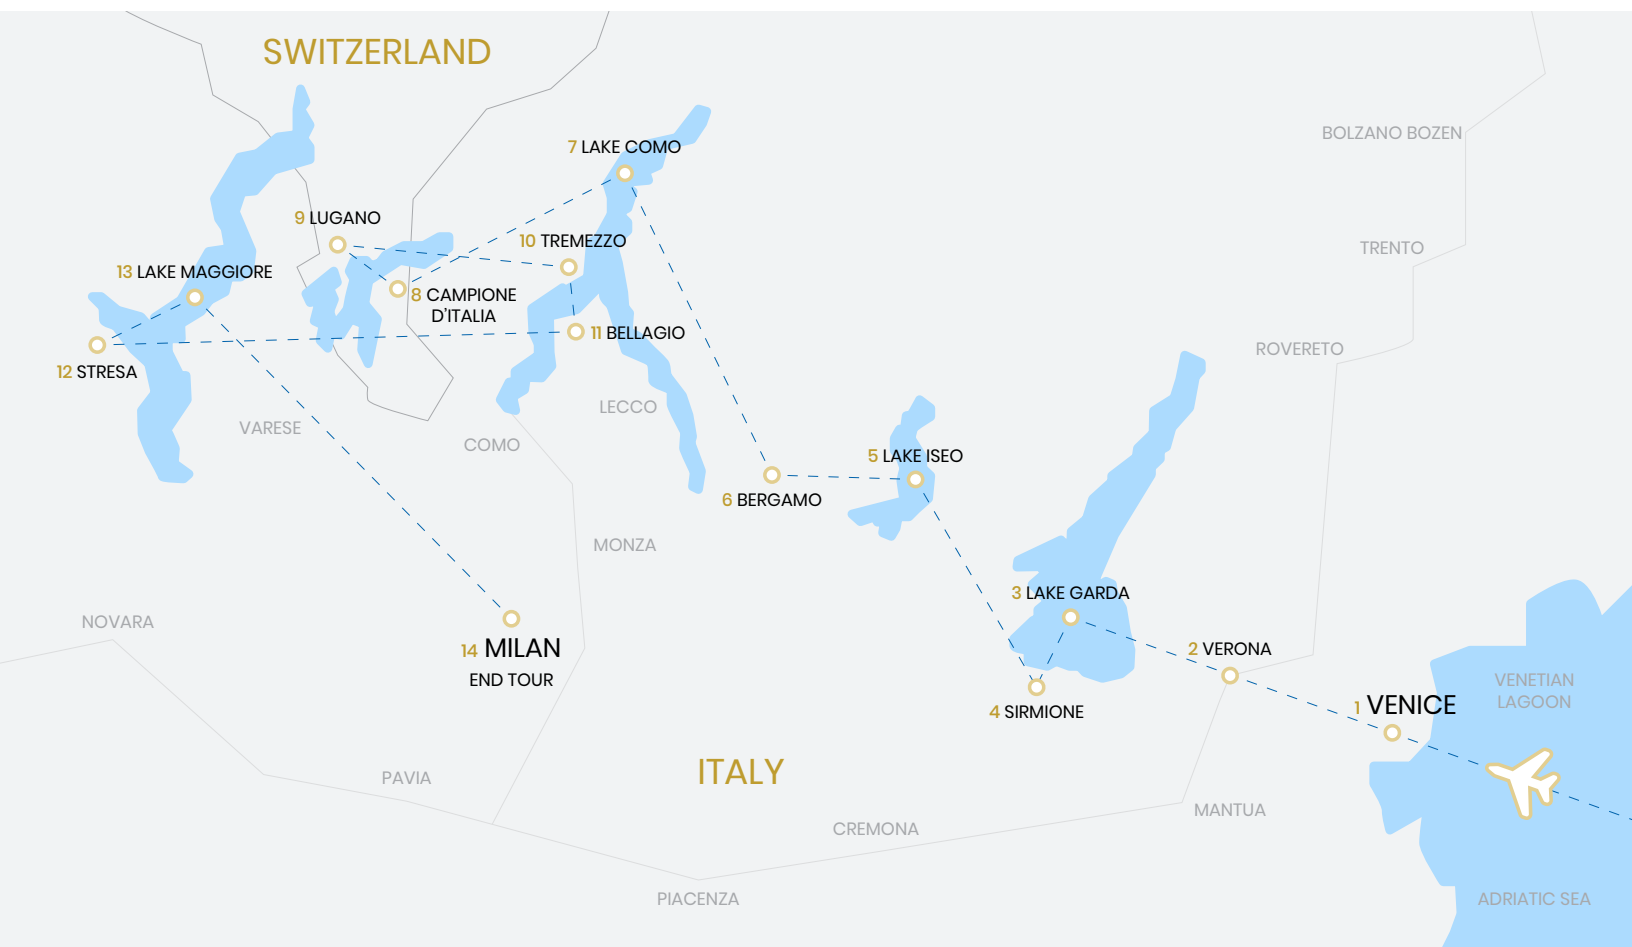 SWITZERLAND
BOLZANO BOZEN
7 LAKE COMO
9 LUGANO
10 TREMEZZO
TRENTO
13 LAKE MAGGIORE
8 CAMPIONE
D'ITALIA
11 BELLAGIO
ROVERETO
12 STRESA
LECCO
VARESE
COMO
5 LAKE ISEO
6 BERGAMO
MONZA
3 LAKE GARDA
NOVARA
14 MILAN
END TOUR
2 VERONA
VENETIAN
LAGOON
1 VENICE
4 SIRMIONE
ITALY
PAVIA
MANTUA
CREMONA
PIACENZA
ADRIATIC SEA